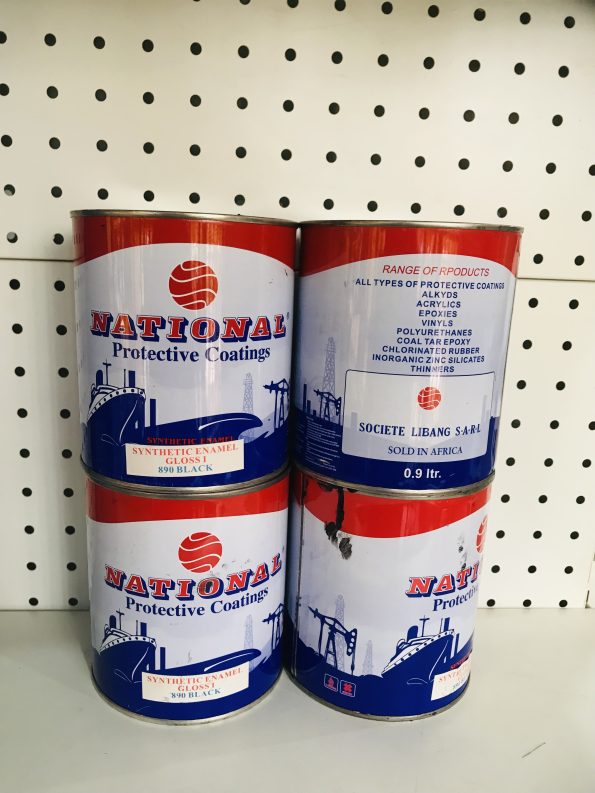 NATIONAL®
Protective Coatings
SYNTHETIC ENAMEL
SYNTHETIC ENAMEL
GLOSS I
890 BLACK
RANGE OF RPODUCTS
ALL TYPES OF PROTECTIVE COATINGS
ALKYDS
ACRYLICS
EPOXIES
VINYLS
POLYURETHANES
COAL TAR EPOXY
CHLORINATED RUBBER
INORGANIC ZINC SILICATES
THINNERS
SOCIETE LIBANG S-A-R-L
SOLD IN AFRICA
0.9 ltr.
NATIONAL®
Protective Coatings
SYNTHETIC ENAMEL
GLOSS I
890 BLACK
NATI
Protective